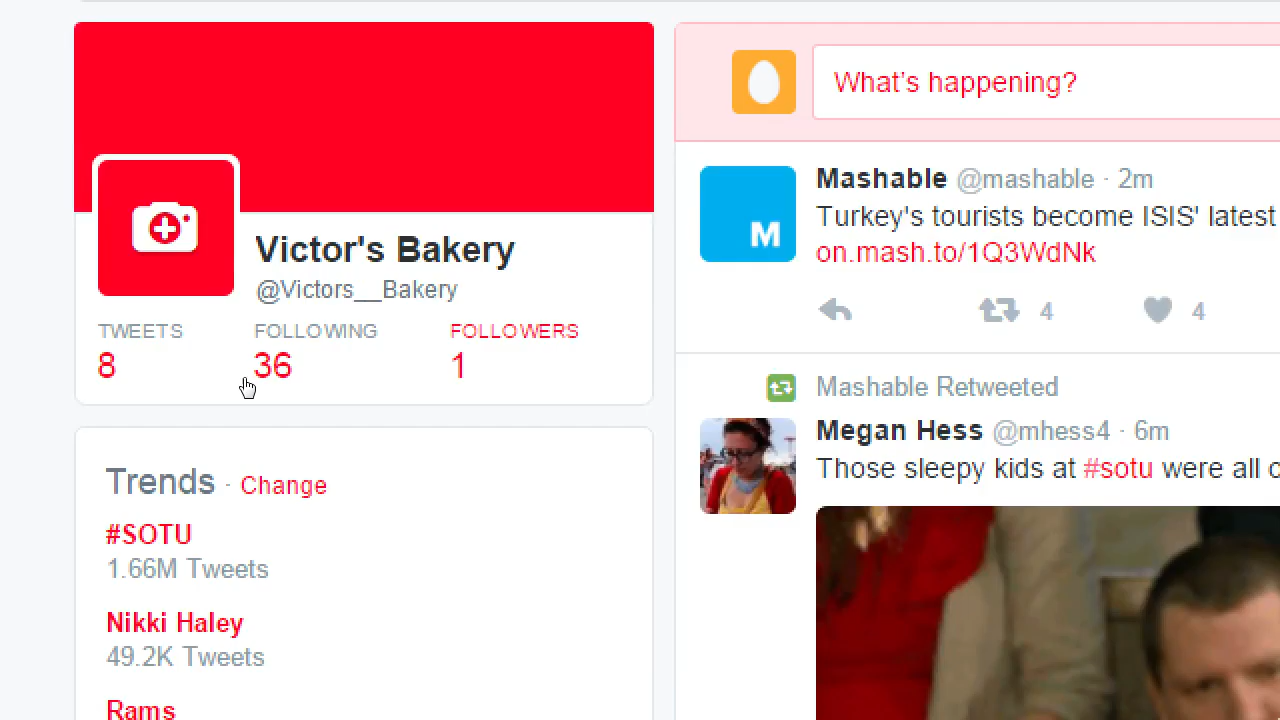 Victor's Bakery
@Victors__Bakery
TWEETS FOLLOWING FOLLOWERS
8 36 1
Trends · Change
#SOTU
1.66M Tweets
Nikki Haley
49.2K Tweets
Rams
What's happening?
M
Mashable @mashable · 2m
Turkey's tourists become ISIS' latest
on.mash.to/1Q3WdNk
4 4
Mashable Retweeted
Megan Hess @mhess4 · 6m
Those sleepy kids at #sotu were all